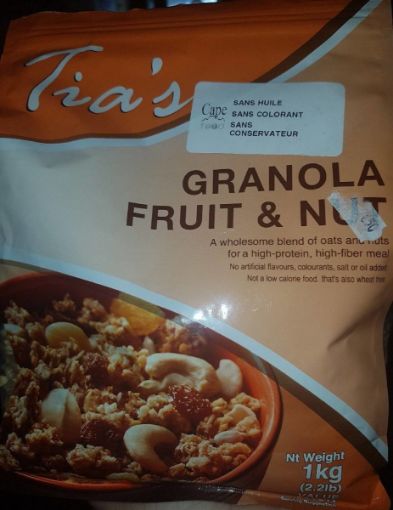 Tia's
Cape
food
SANS HUILE
SANS COLORANT
SANS
CONSERVATEUR
GRANOLA
FRUIT & NUT
A wholesome blend of oats and nuts
for a high-protein, high-fiber meal
No artificial flavours, colourants, salt or oil added
Not a low calorie food. that's also wheat free
Nt Weight
1kg
(2.2lb)